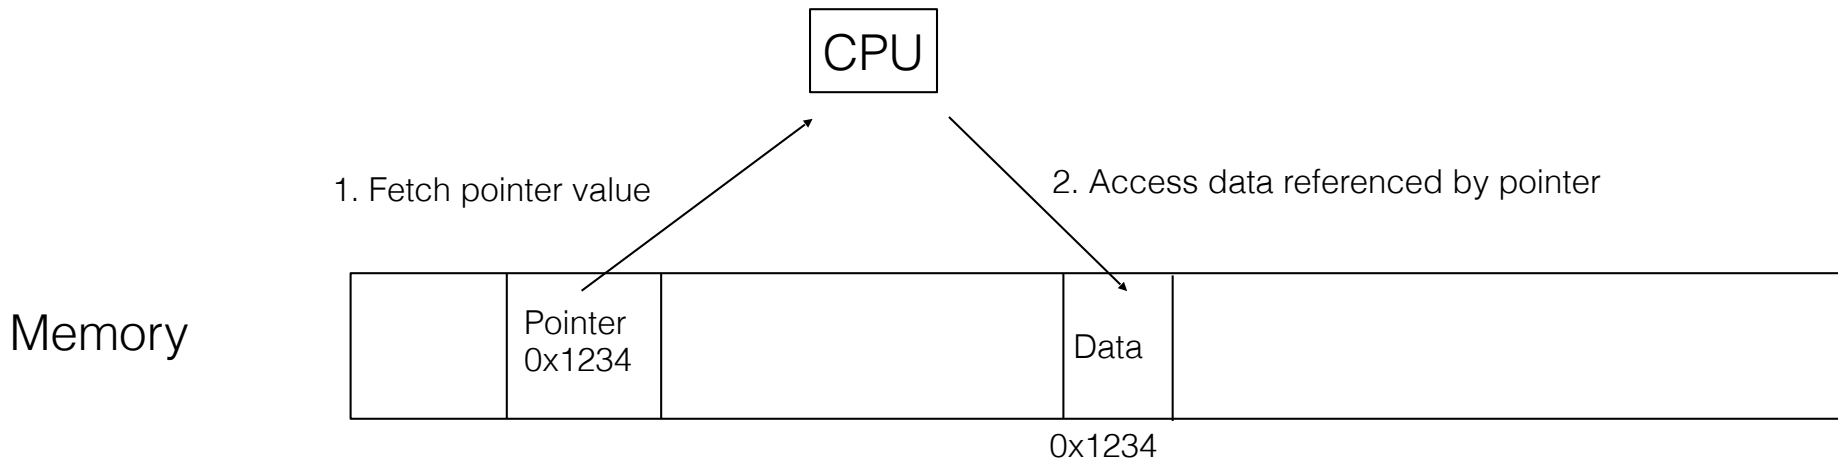 CPU
1. Fetch pointer value
2. Access data referenced by pointer
Memory
Pointer
0x1234
Data
0x1234